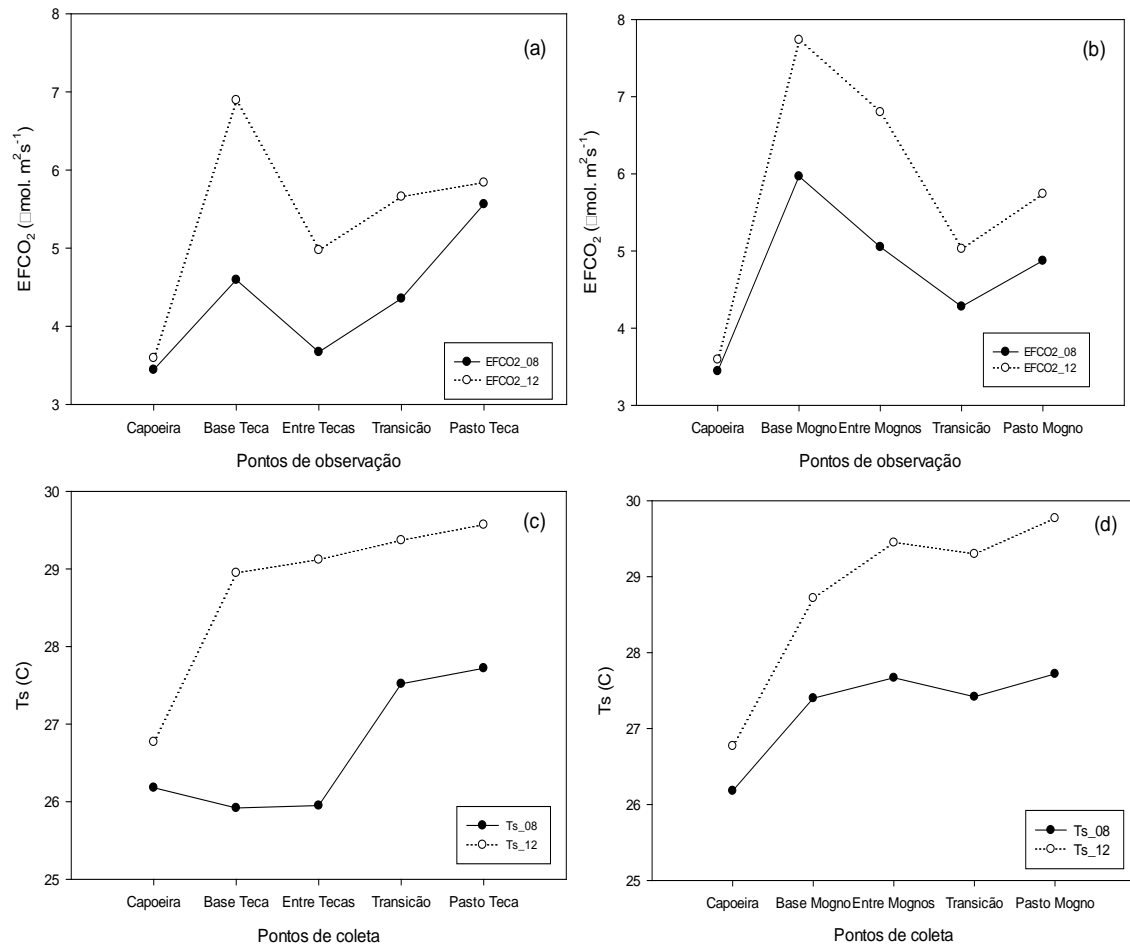 8
7
6
5
4
3
EFCO₂ (□mol. m²s⁻¹)
(a)
EFCO2_08
EFCO2_12
Capoeira Base Teca Entre Tecas Transicão Pasto Teca
Pontos de observação
8
7
6
5
4
3
EFCO₂ (□mol. m²s⁻¹)
(b)
EFCO2_08
EFCO2_12
Capoeira Base Mogno Entre Mognos Transicão Pasto Mogno
Pontos de observação
30
29
28
27
26
25
Ts (C)
(c)
Ts_08
Ts_12
Capoeira Base Teca Entre Tecas Transicão Pasto Teca
Pontos de coleta
30
29
28
27
26
25
Ts (C)
(d)
Ts_08
Ts_12
Capoeira Base Mogno Entre Mognos Transicão Pasto Mogno
Pontos de coleta